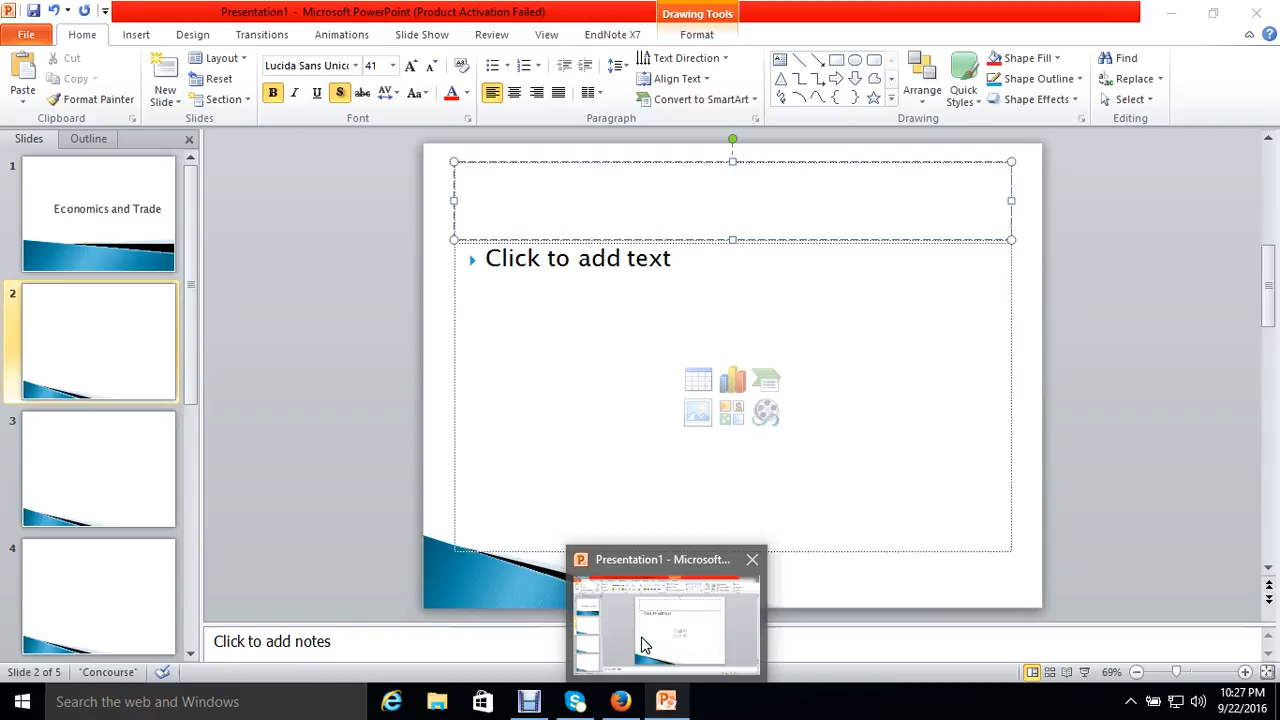 Presentation1 - Microsoft PowerPoint (Product Activation Failed)
Drawing Tools
File
Home
Insert
Design
Transitions
Animations
Slide Show
Review
View
EndNote X7
Format
Paste
Cut
Copy
Format Painter
Clipboard
New
Slide
Layout
Reset
Section
Slides
Lucida Sans Unic
41
Font
Text Direction
Align Text
Convert to SmartArt
Paragraph
Arrange
Quick
Styles
Shape Fill
Shape Outline
Shape Effects
Drawing
Find
Replace
Select
Editing
Slides
Outline
1
Economics and Trade
2
3
4
Click to add text
Presentation1 - Microsoft...
Click to add notes
Slide 2 of 5
"Concourse"
69%
Search the web and Windows
10:27 PM
9/22/2016